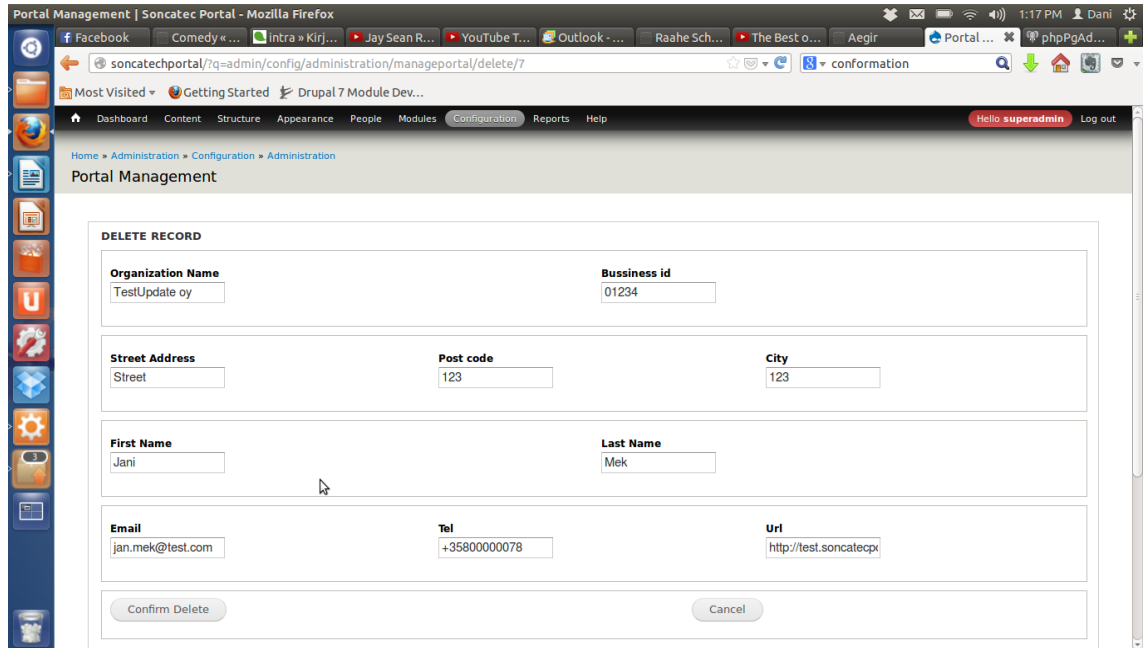 Portal Management | Soncatec Portal - Mozilla Firefox 1:17 PM Dani
Facebook Comedy « ... intra » Kirj... Jay Sean R... YouTube T... Outlook - ... Raahe Sch... The Best o... Aegir Portal ... phpPgAd...
soncatechportal/?q=admin/config/administration/manageportal/delete/7 conformation
Most Visited Getting Started Drupal 7 Module Dev...
Dashboard Content Structure Appearance People Modules Configuration Reports Help Hello superadmin Log out
Home » Administration » Configuration » Administration
Portal Management
DELETE RECORD
Organization Name Bussiness id
TestUpdate oy 01234
Street Address Post code City
Street 123 123
First Name Last Name
Jani Mek
Email Tel Url
jan.mek@test.com +35800000078 http://test.soncatecpo
Confirm Delete Cancel
3